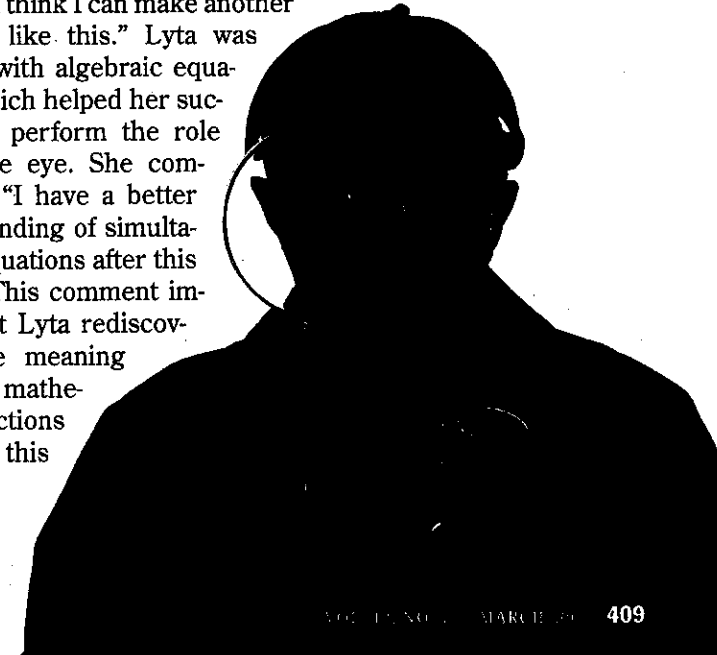 think I can make another
like this.” Lyta was
with algebraic equa-
ich helped her suc-
perform the role
e eye. She com-
“I have a better
nding of simulta-
uations after this
This comment im-
t Lyta rediscov-
e meaning
mathe-
ctions
this
MARCH 409